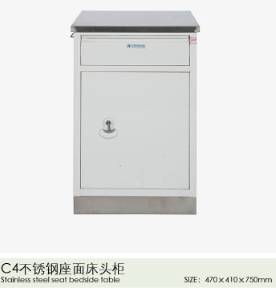 C4不锈钢座面床头柜
Stainless steel seat bedside table
SIZE: 470×410×750mm